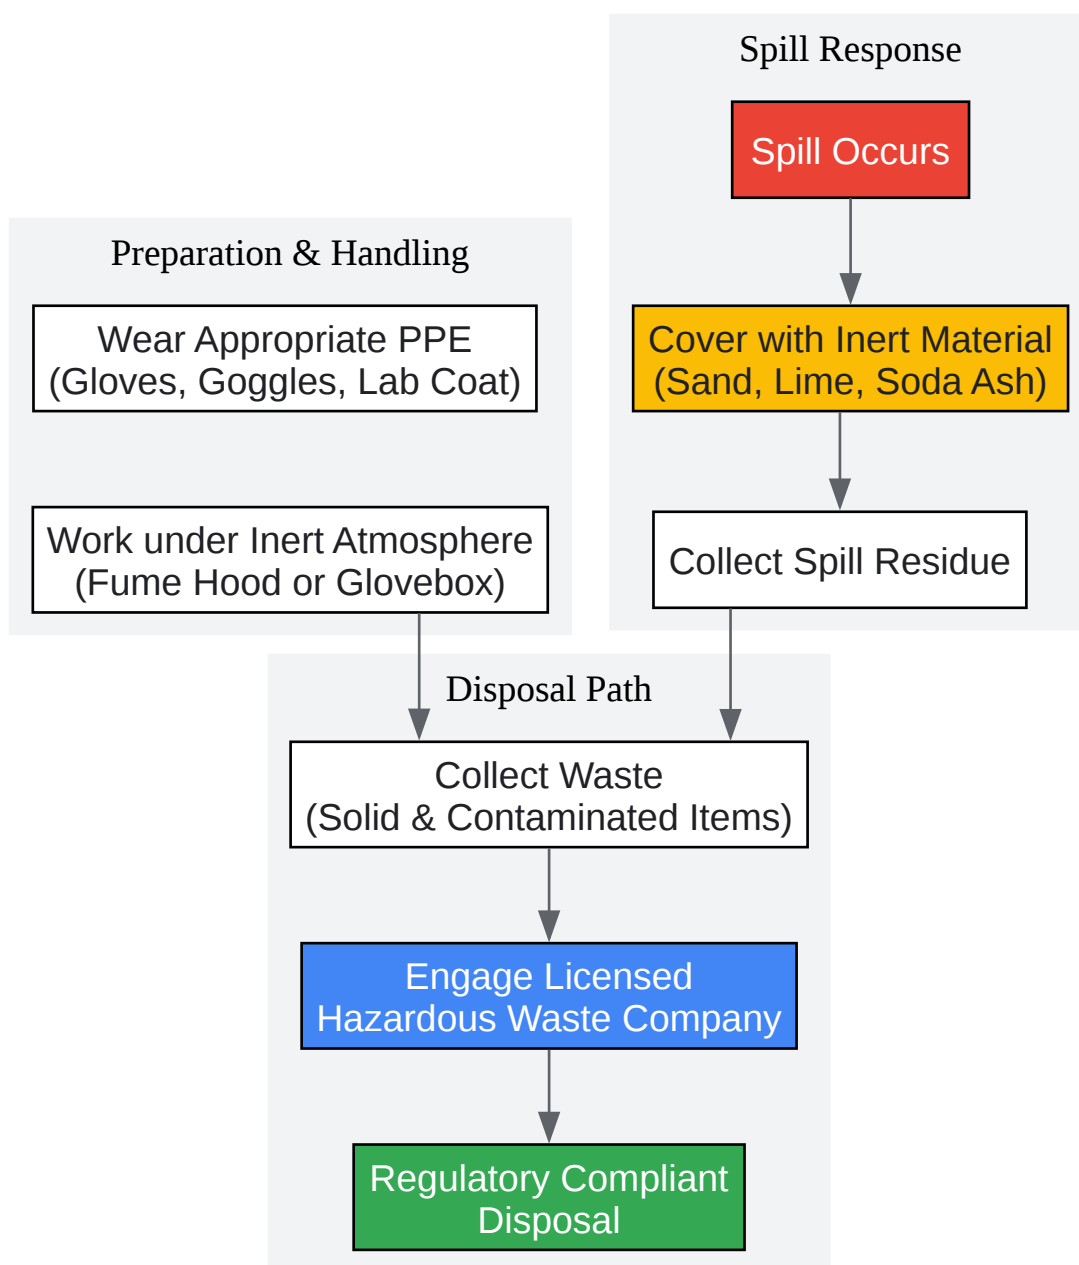 Spill Response
Spill Occurs
Preparation & Handling
Wear Appropriate PPE
(Gloves, Goggles, Lab Coat)
Cover with Inert Material
(Sand, Lime, Soda Ash)
Work under Inert Atmosphere
(Fume Hood or Glovebox)
Collect Spill Residue
Disposal Path
Collect Waste
(Solid & Contaminated Items)
Engage Licensed
Hazardous Waste Company
Regulatory Compliant
Disposal